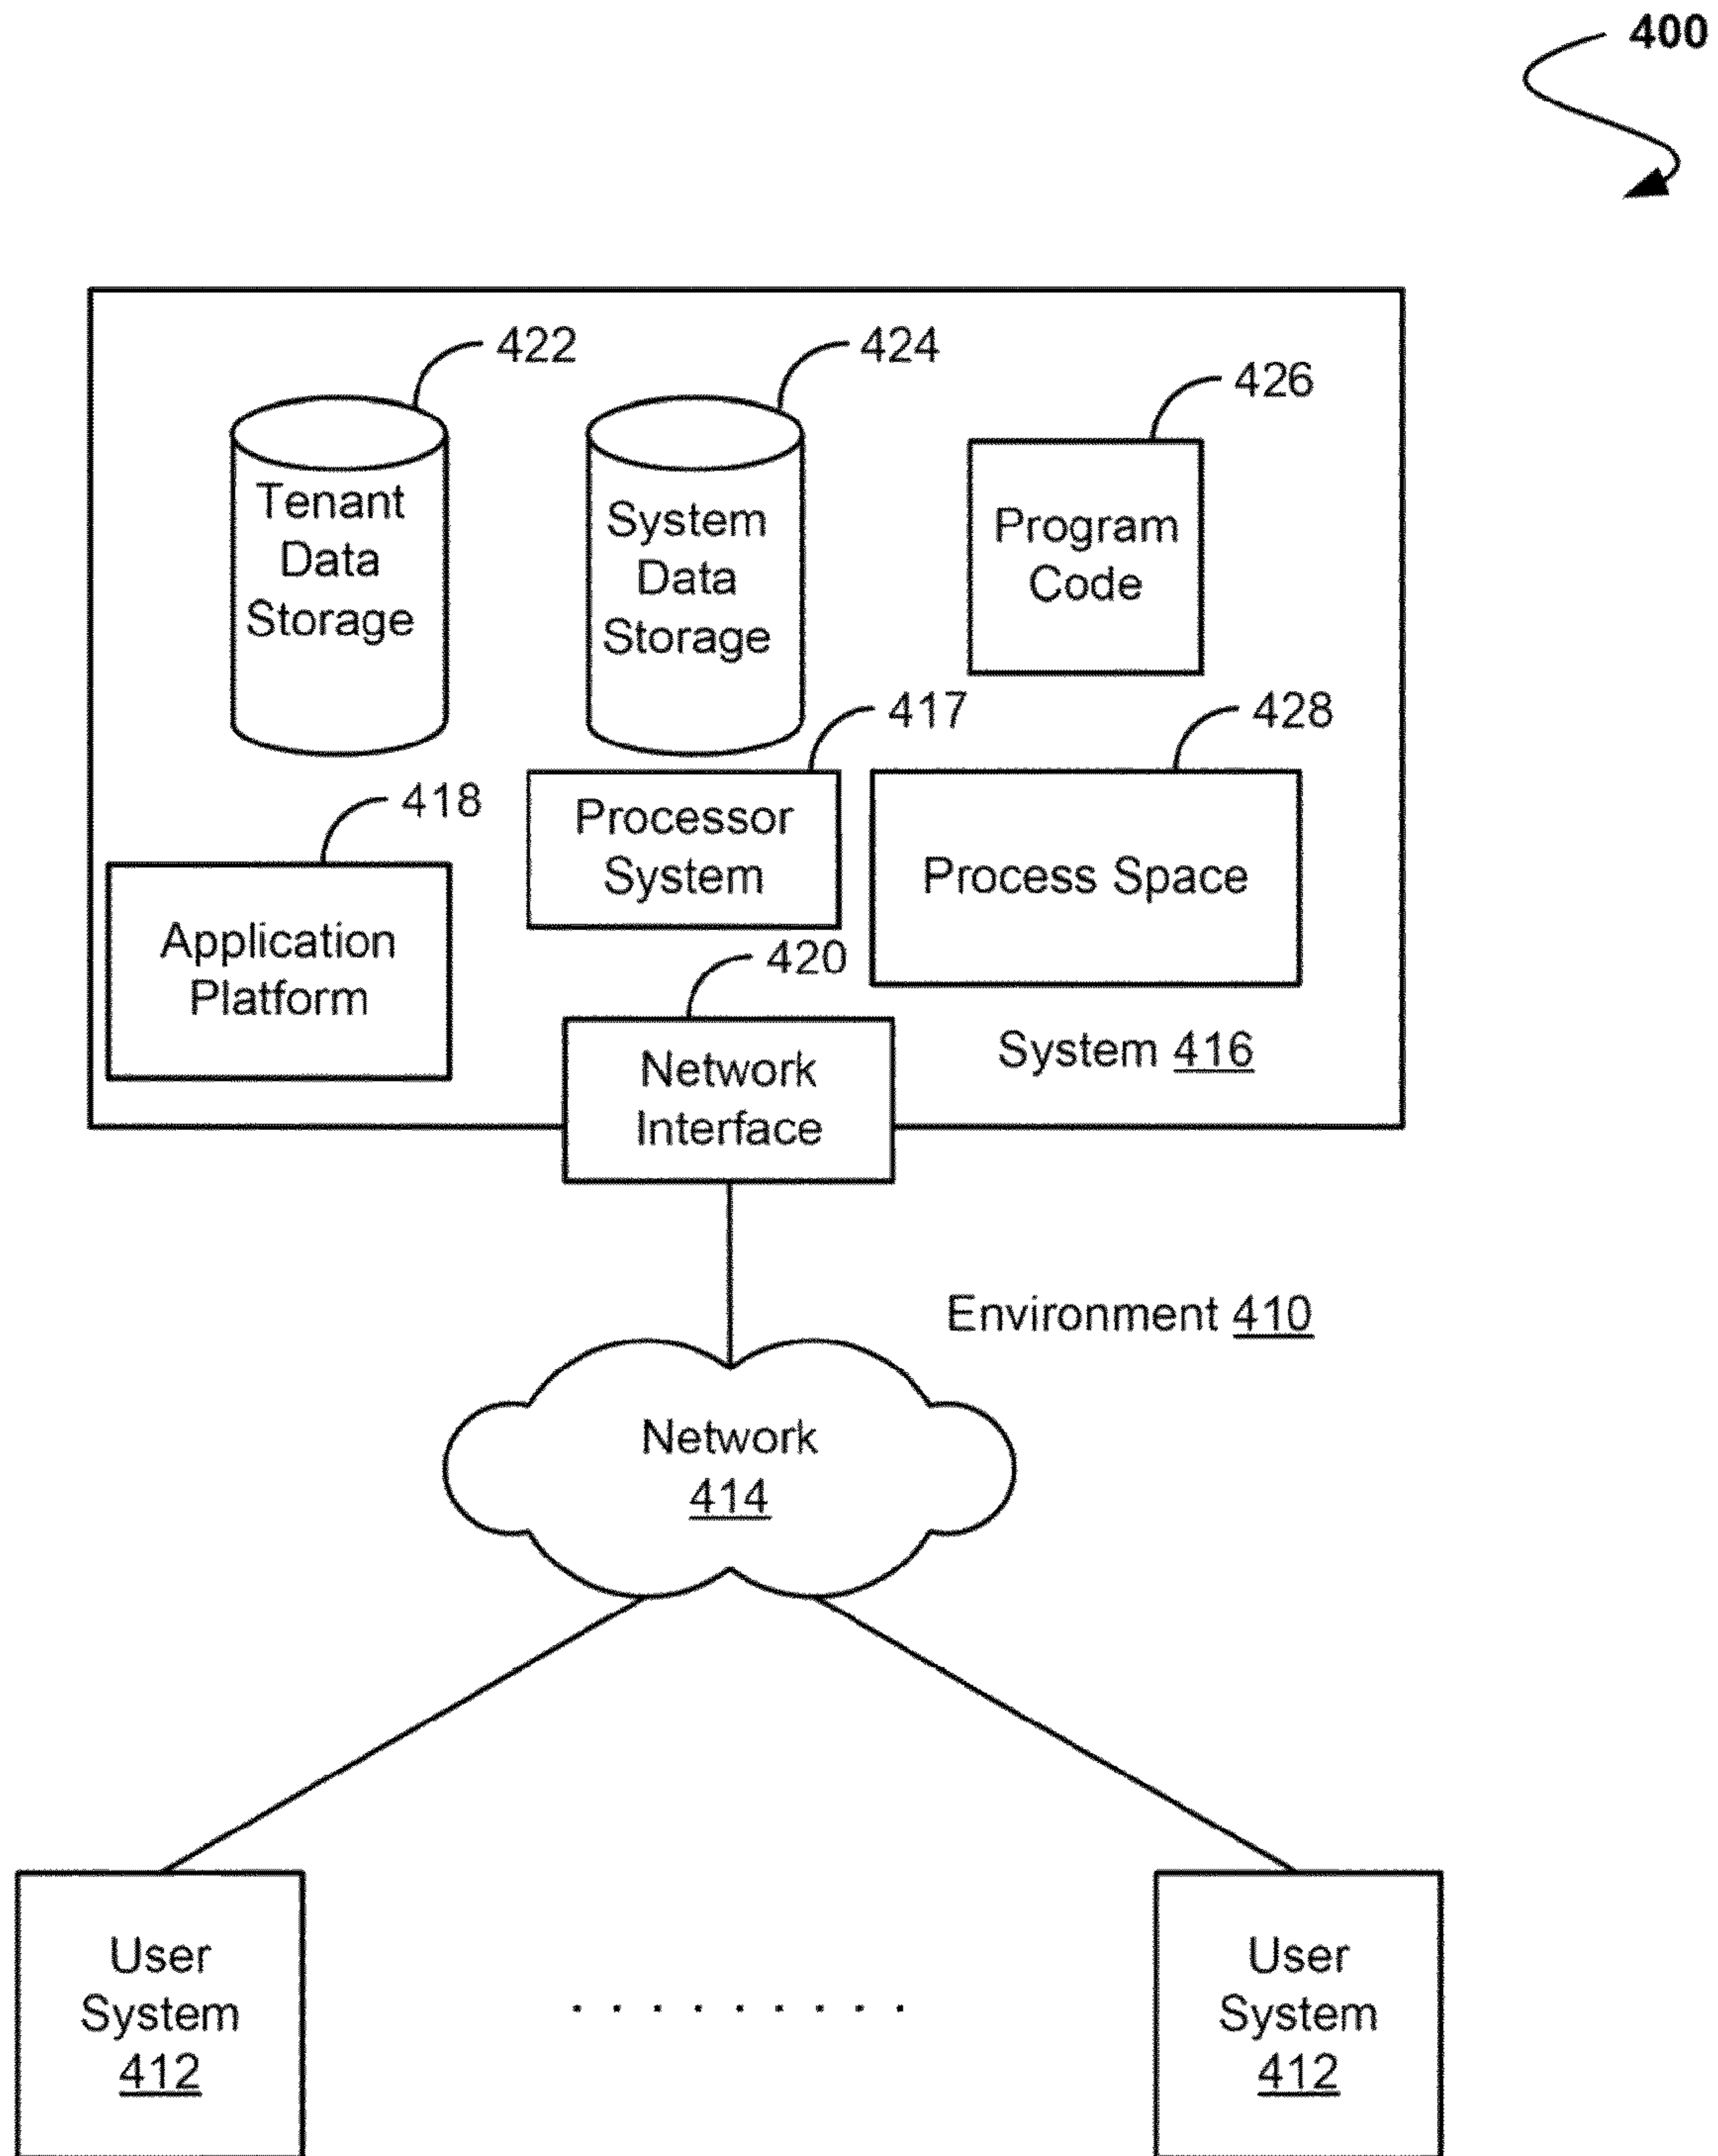 400
422
424
426
Tenant
Data
Storage
System
Data
Storage
Program
Code
417
428
418
Processor
System
Process Space
Application
Platform
420
Network
Interface
System 416
Environment 410
Network
414
User
System
412
. . . . . . . . .
User
System
412